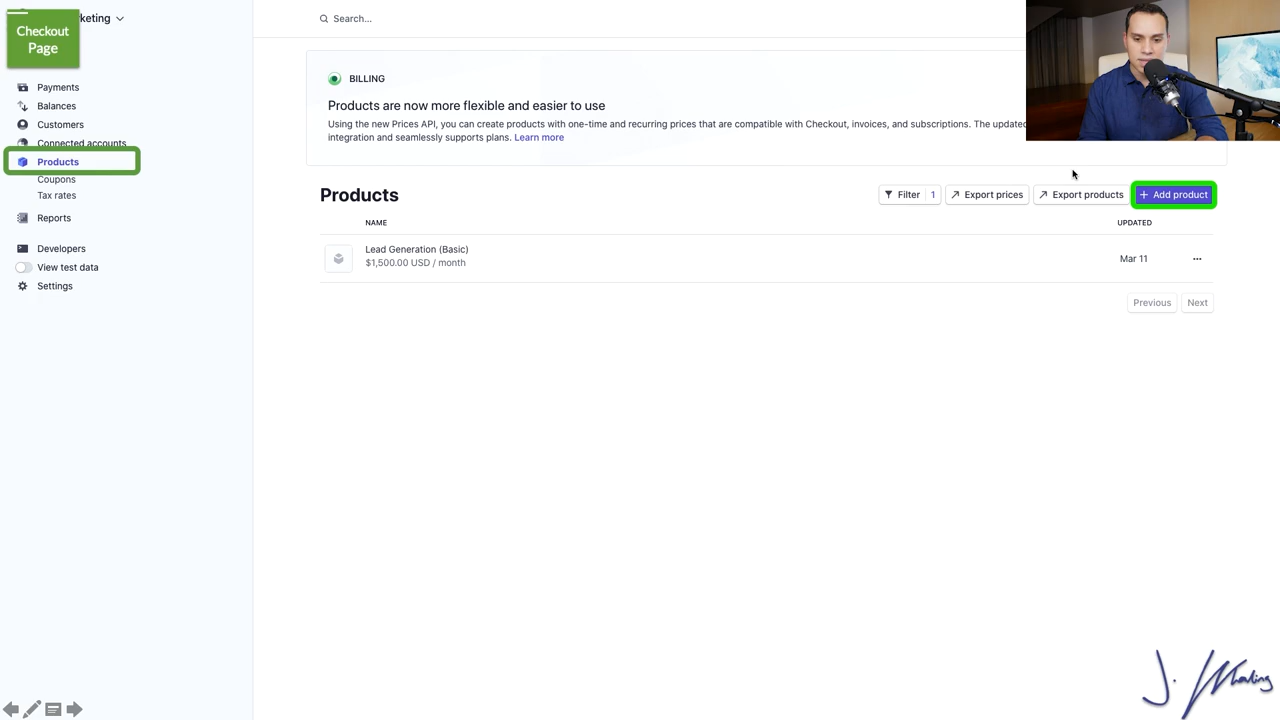 keting
Checkout
Page
Search...
Payments
Balances
Customers
Connected accounts
Products
Coupons
Tax rates
Reports
Developers
View test data
Settings
BILLING
Products are now more flexible and easier to use
Using the new Prices API, you can create products with one-time and recurring prices that are compatible with Checkout, invoices, and subscriptions. The updated
integration and seamlessly supports plans. Learn more
Products
Filter 1 Export prices Export products + Add product
NAME UPDATED
Lead Generation (Basic)
$1,500.00 USD / month
Mar 11
Previous Next